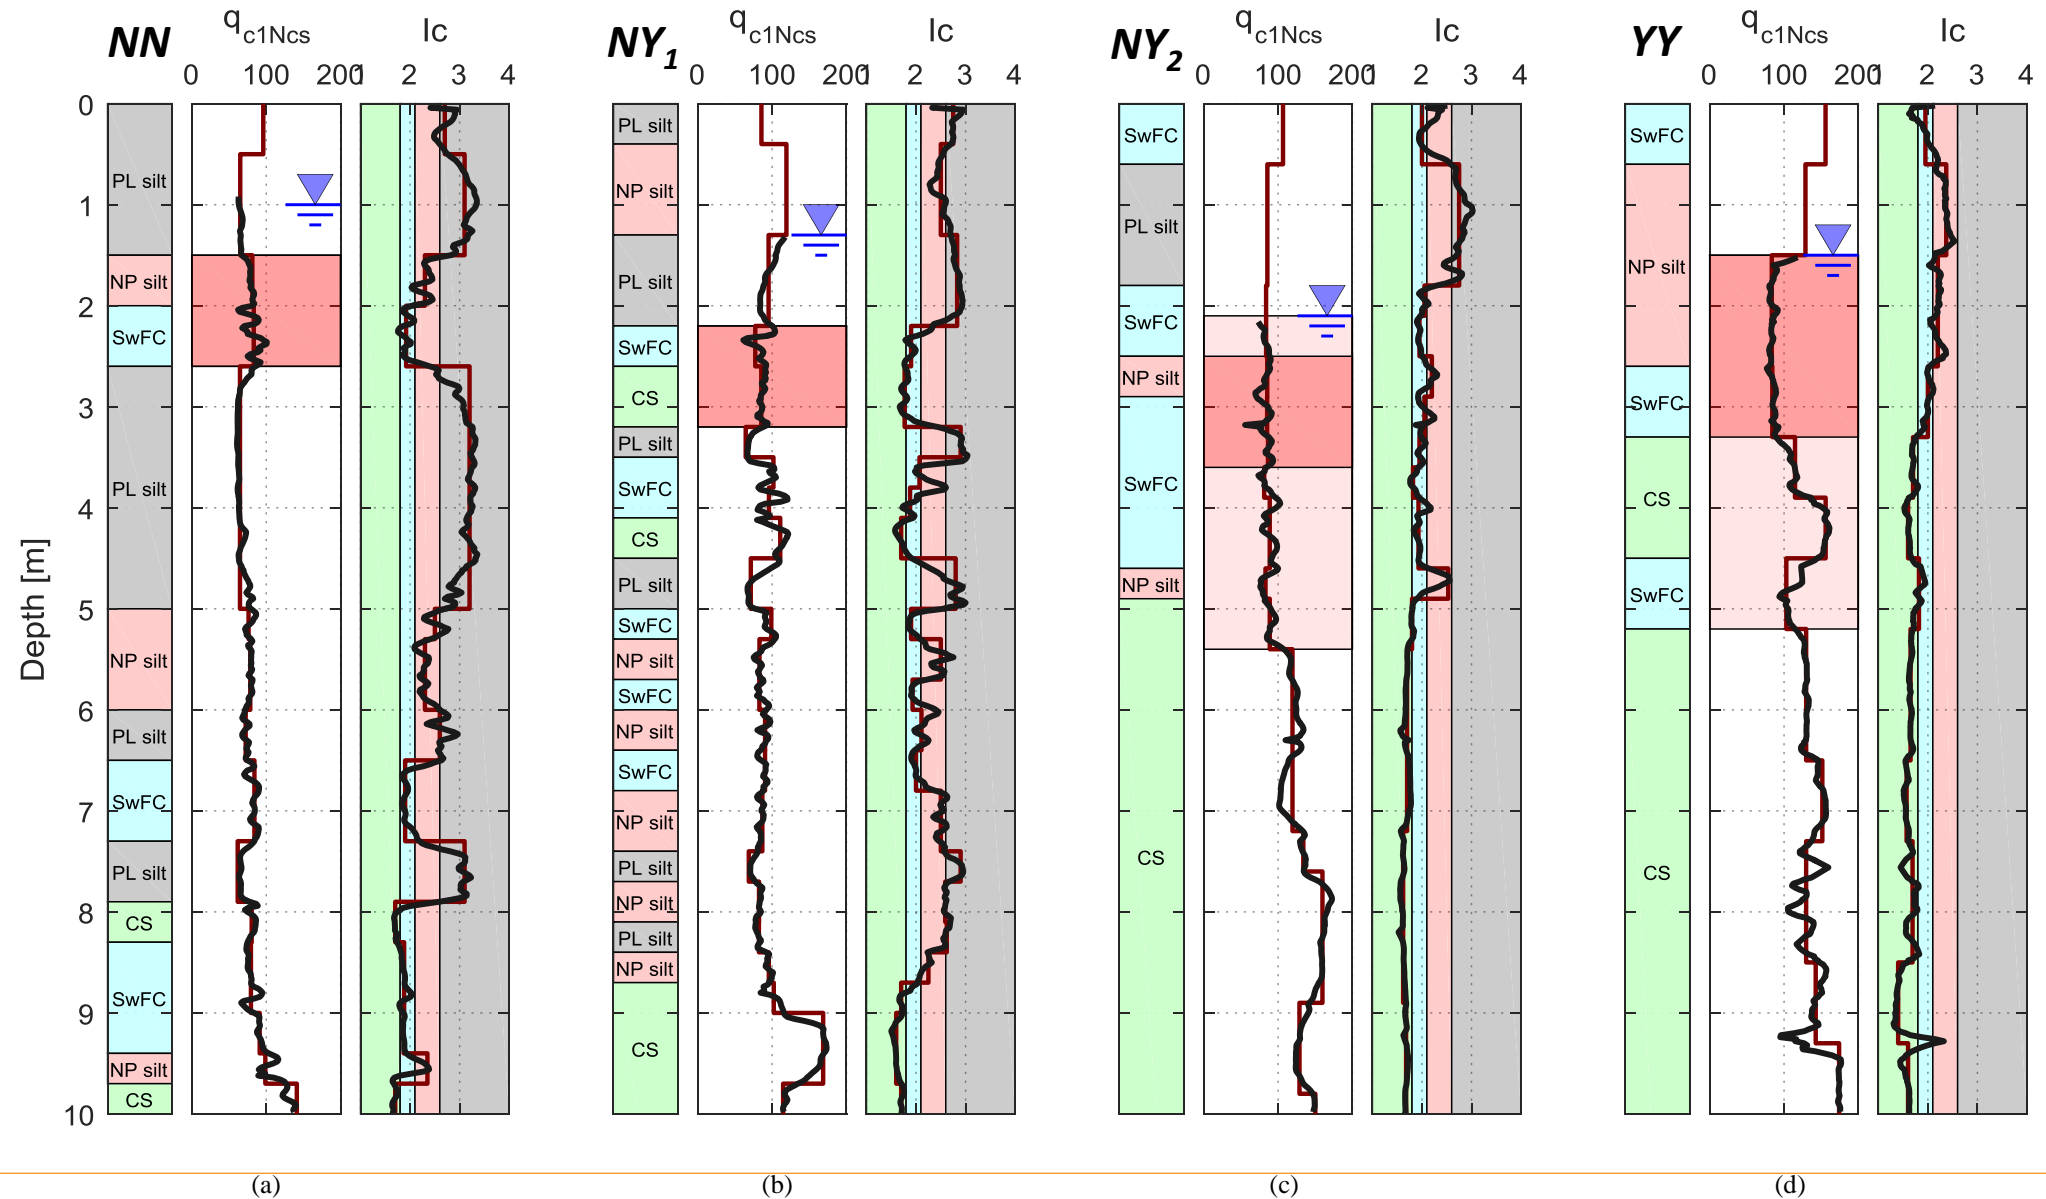 NN q c1Ncs Ic NY1 q c1Ncs Ic NY2 q c1Ncs Ic YY q c1Ncs Ic
0 100 200 1 2 3 4 0 100 200 1 2 3 4 0 100 200 1 2 3 4 0 100 200 1 2 3 4
Depth [m]
0
1
2
3
4
5
6
7
8
9
10
PL silt
NP silt
SwFC
PL silt
NP silt
PL silt
SwFC
PL silt
CS
SwFC
NP silt
CS
PL silt
NP silt
PL silt
SwFC
CS
PL silt
SwFC
CS
PL silt
SwFC
NP silt
SwFC
NP silt
SwFC
NP silt
PL silt
NP silt
PL silt
NP silt
CS
SwFC
PL silt
SwFC
NP silt
SwFC
NP silt
CS
SwFC
NP silt
SwFC
CS
SwFC
CS
(a) (b) (c) (d)